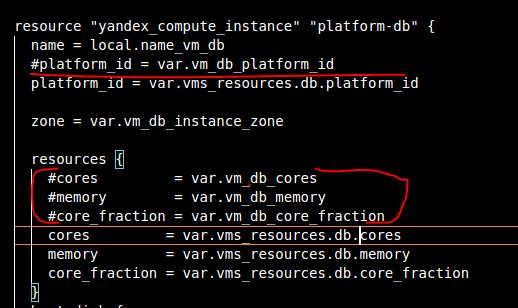 resource "yandex_compute_instance" "platform-db" {
name = local.name_vm_db
#platform_id = var.vm_db_platform_id
platform_id = var.vms_resources.db.platform_id
zone = var.vm_db_instance_zone
resources {
#cores         = var.vm_db_cores
#memory        = var.vm_db_memory
#core_fraction = var.vm_db_core_fraction
cores         = var.vms_resources.db.cores
memory        = var.vms_resources.db.memory
core_fraction = var.vms_resources.db.core_fraction
}